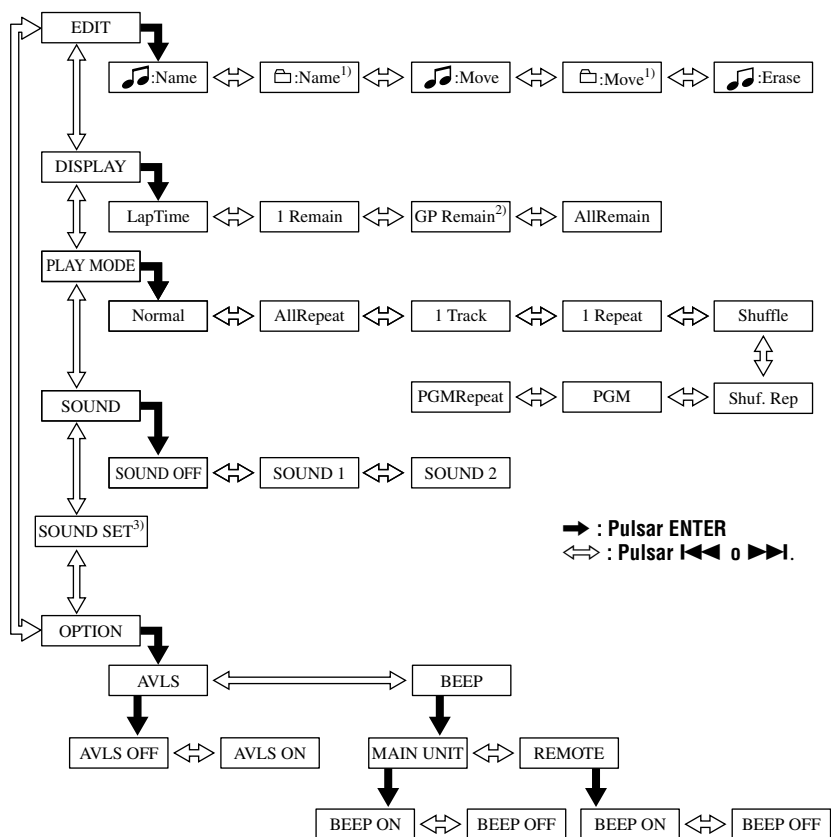 EDIT
♫:Name 🗀:Name1) ♫:Move 🗀:Move1) ♫:Erase
DISPLAY
LapTime 1 Remain GP Remain2) AllRemain
PLAY MODE
Normal AllRepeat 1 Track 1 Repeat Shuffle
PGMRepeat PGM Shuf. Rep
SOUND
SOUND OFF SOUND 1 SOUND 2
SOUND SET3)
➡ : Pulsar ENTER
⇔ : Pulsar I◀◀ o ▶▶I.
OPTION
AVLS BEEP
AVLS OFF AVLS ON MAIN UNIT REMOTE
BEEP ON BEEP OFF BEEP ON BEEP OFF